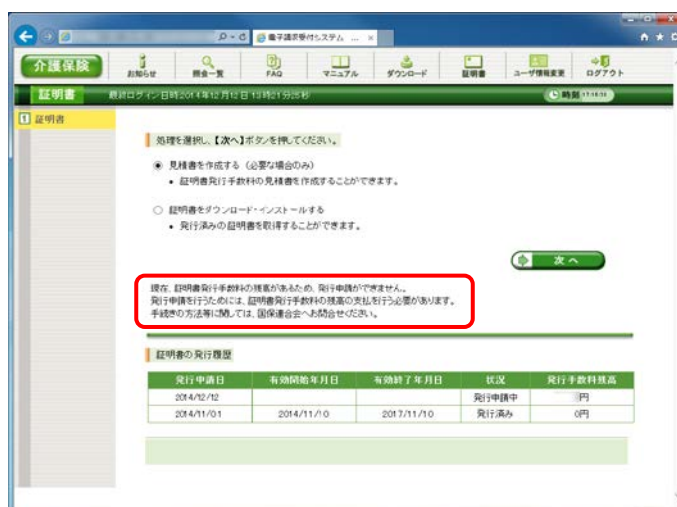 電子請求受付システム ...
介護保険
お知らせ
照会一覧
FAQ
マニュアル
ダウンロード
証明書
ユーザ情報変更
ログアウト
証明書 最終ログイン日時:2014年12月12日 13時21分28秒 時刻
1 証明書
処理を選択し、【次へ】ボタンを押してください。
見積書を作成する (必要な場合のみ)
• 証明書発行手数料の見積書を作成することができます。
証明書をダウンロード・インストールする
• 発行済みの証明書を取得することができます。
次へ
現在、証明書発行手数料の残高があるため、発行申請ができません。
発行申請を行うためには、証明書発行手数料の残高の支払を行う必要があります。
手続きの方法等に関しては、国保連合会へお問合せください。
証明書の発行履歴
発行申請日 有効開始年月日 有効終了年月日 状況 発行手数料残高
2014/12/12 発行申請中 円
2014/11/01 2014/11/10 2017/11/10 発行済み 0円